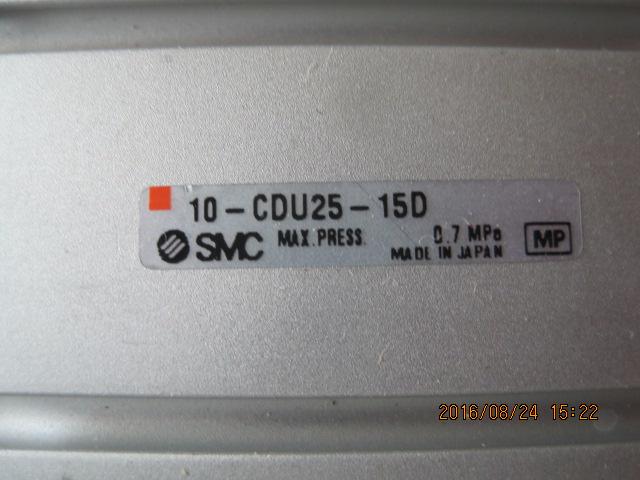 10-CDU25-15D
SMC MAX.PRESS. 0.7 MPa
MADE IN JAPAN
MP
2016/08/24 15:22